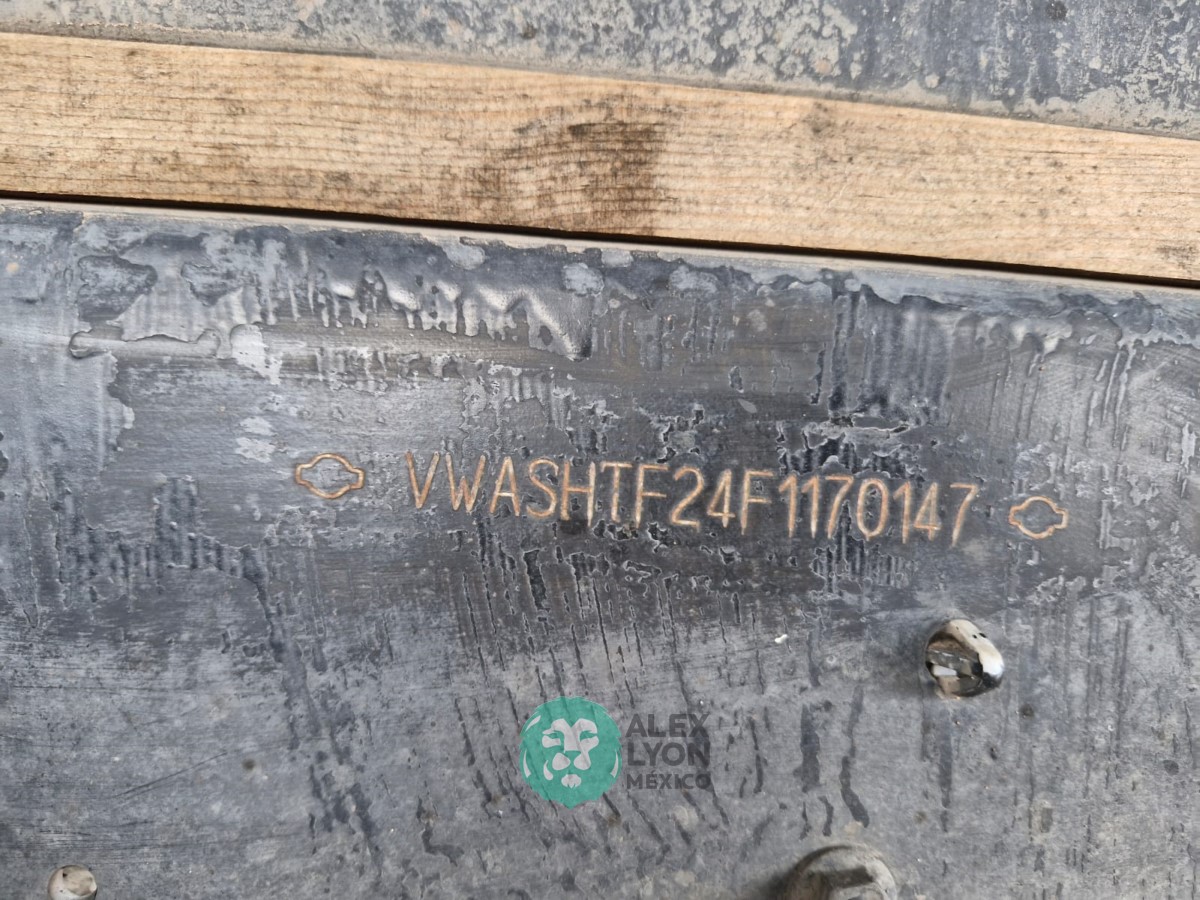 VWASHTF24F1170147
ALEX
LYON
MÉXICO